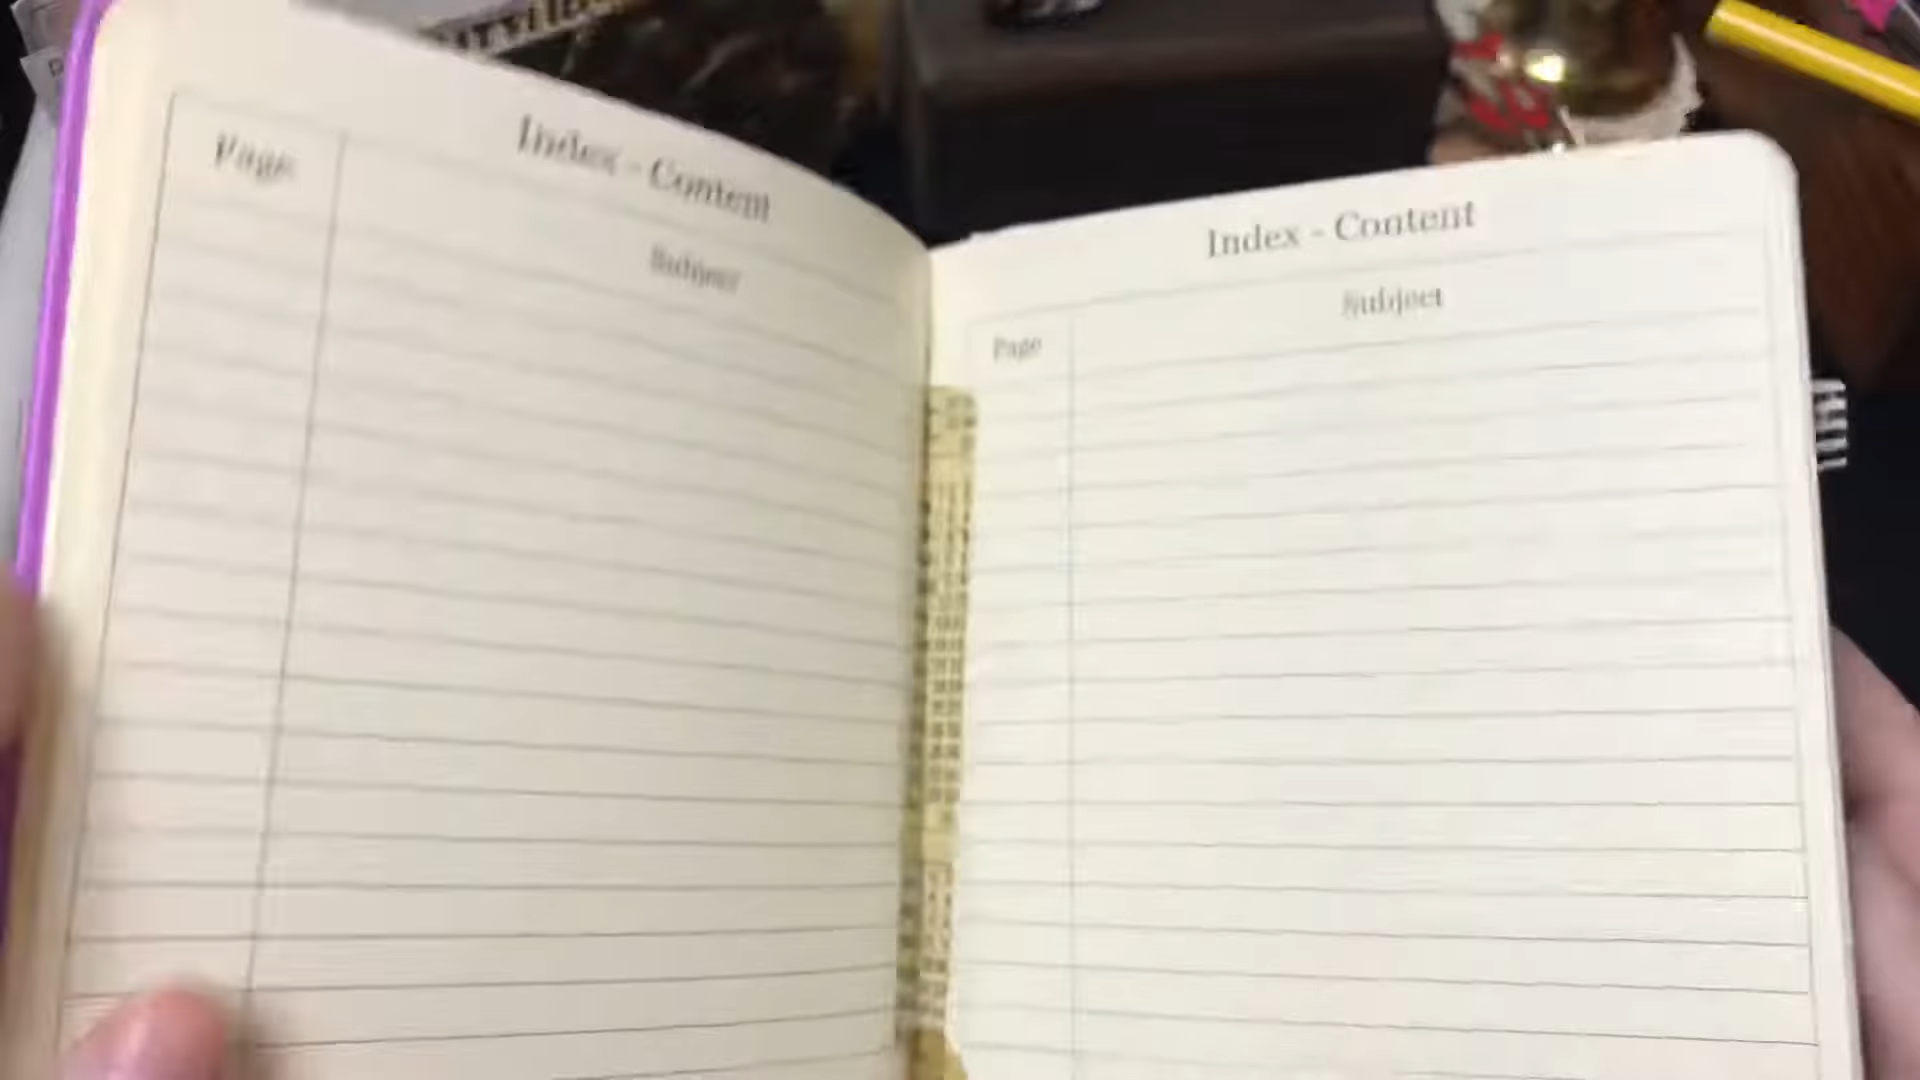 Index - Content
Page
Subject
Index - Content
Subject
Page